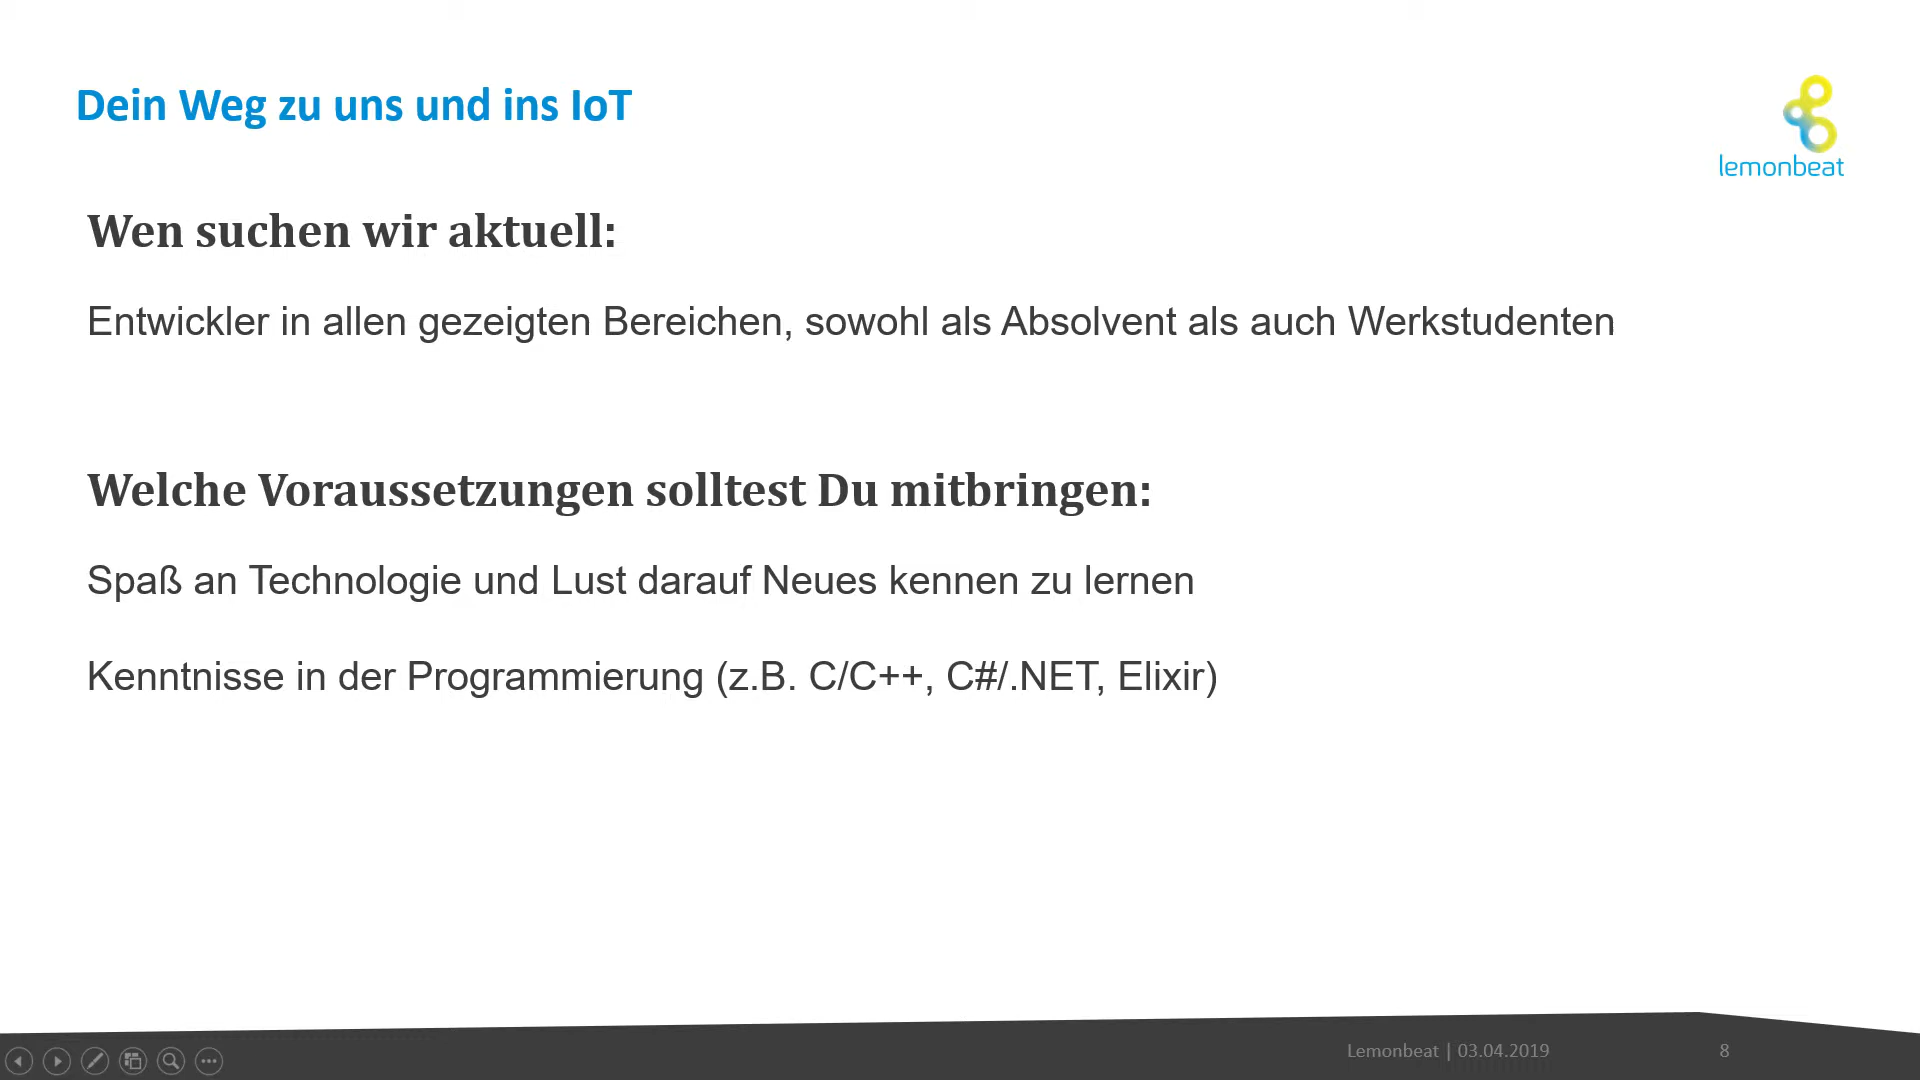 Dein Weg zu uns und ins IoT
lemonbeat
Wen suchen wir aktuell:
Entwickler in allen gezeigten Bereichen, sowohl als Absolvent als auch Werkstudenten
Welche Voraussetzungen solltest Du mitbringen:
Spaß an Technologie und Lust darauf Neues kennen zu lernen
Kenntnisse in der Programmierung (z.B. C/C++, C#/.NET, Elixir)
Lemonbeat | 03.04.2019
8